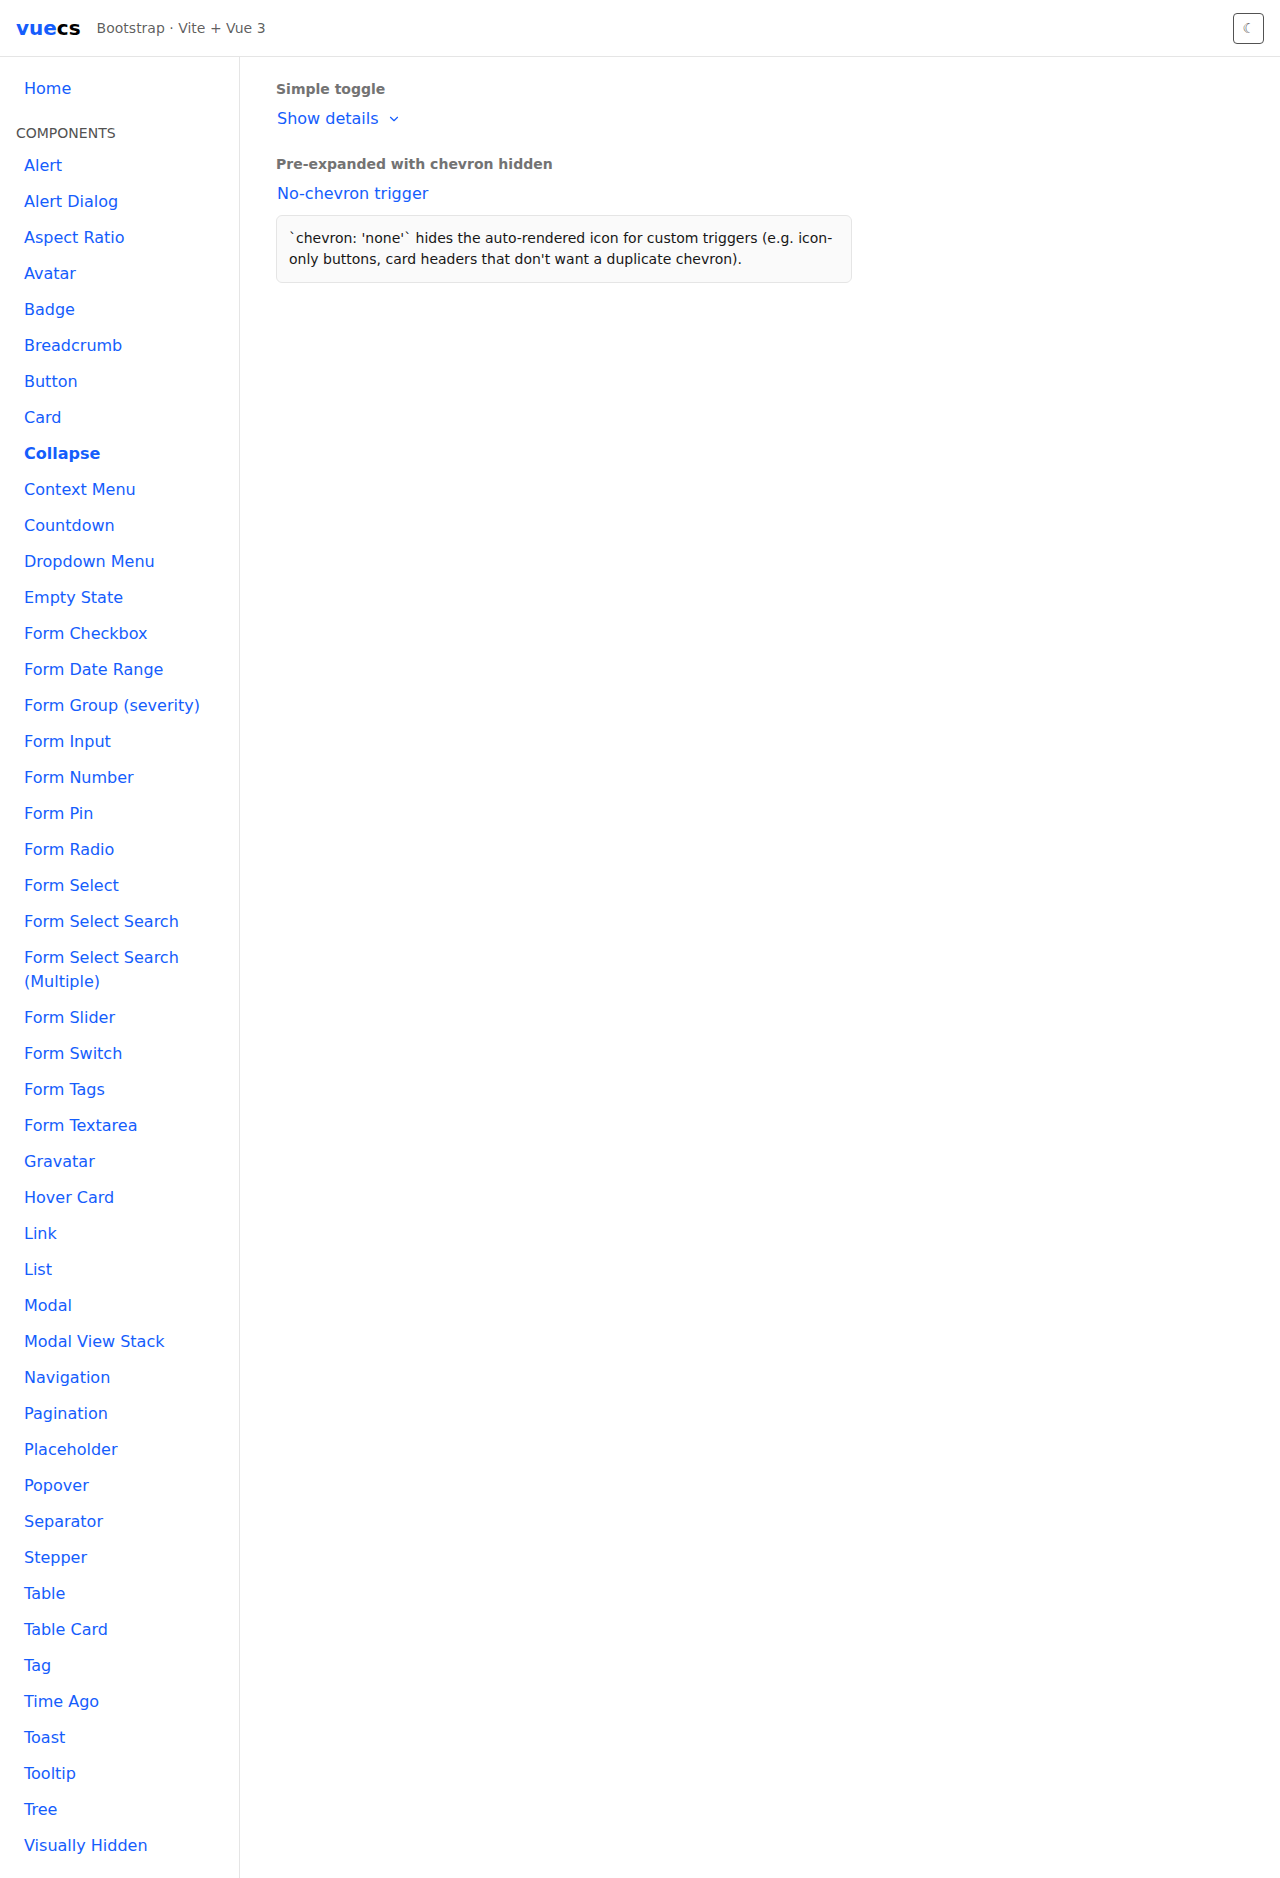 vuecs Bootstrap · Vite + Vue 3
Home
COMPONENTS
Alert
Alert Dialog
Aspect Ratio
Avatar
Badge
Breadcrumb
Button
Card
Collapse
Context Menu
Countdown
Dropdown Menu
Empty State
Form Checkbox
Form Date Range
Form Group (severity)
Form Input
Form Number
Form Pin
Form Radio
Form Select
Form Select Search
Form Select Search
(Multiple)
Form Slider
Form Switch
Form Tags
Form Textarea
Gravatar
Hover Card
Link
List
Modal
Modal View Stack
Navigation
Pagination
Placeholder
Popover
Separator
Stepper
Table
Table Card
Tag
Time Ago
Toast
Tooltip
Tree
Visually Hidden
Simple toggle
Show details
Pre-expanded with chevron hidden
No-chevron trigger
`chevron: 'none'` hides the auto-rendered icon for custom triggers (e.g. icon-
only buttons, card headers that don't want a duplicate chevron).